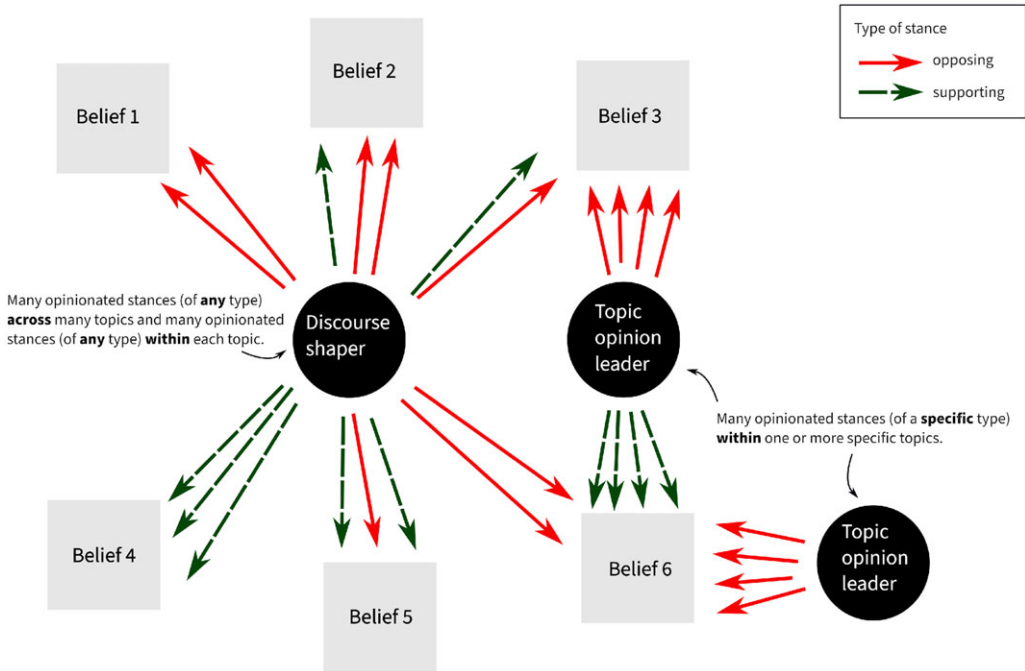 Type of stance
opposing
supporting
Belief 1
Belief 2
Belief 3
Many opinionated stances (of any type)
across many topics and many opinionated
stances (of any type) within each topic.
Discourse
shaper
Topic
opinion
leader
Many opinionated stances (of a specific type)
within one or more specific topics.
Belief 4
Belief 5
Belief 6
Topic
opinion
leader